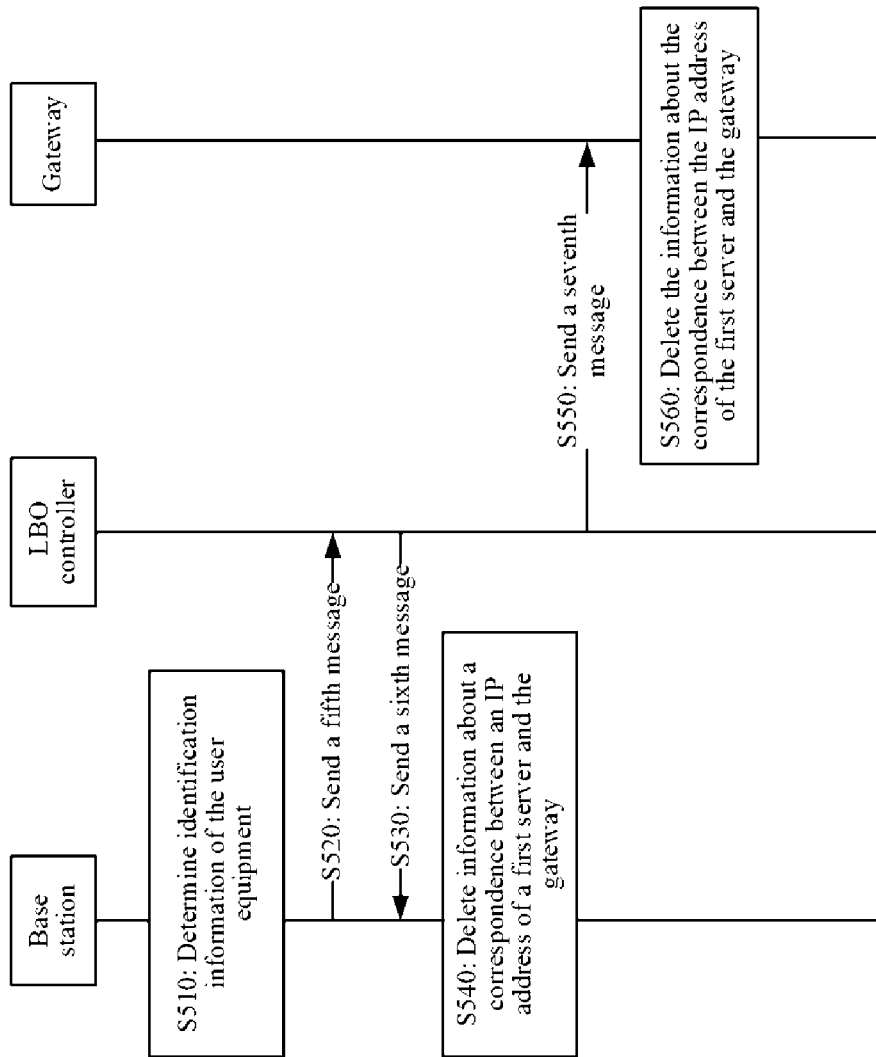 Base
station
LBO
controller
Gateway
S510: Determine identification
information of the user
equipment
S520: Send a fifth message
S530: Send a sixth message
S540: Delete information about a
correspondence between an IP
address of a first server and the
gateway
S550: Send a seventh
message
S560: Delete the information about the
correspondence between the IP address
of the first server and the gateway